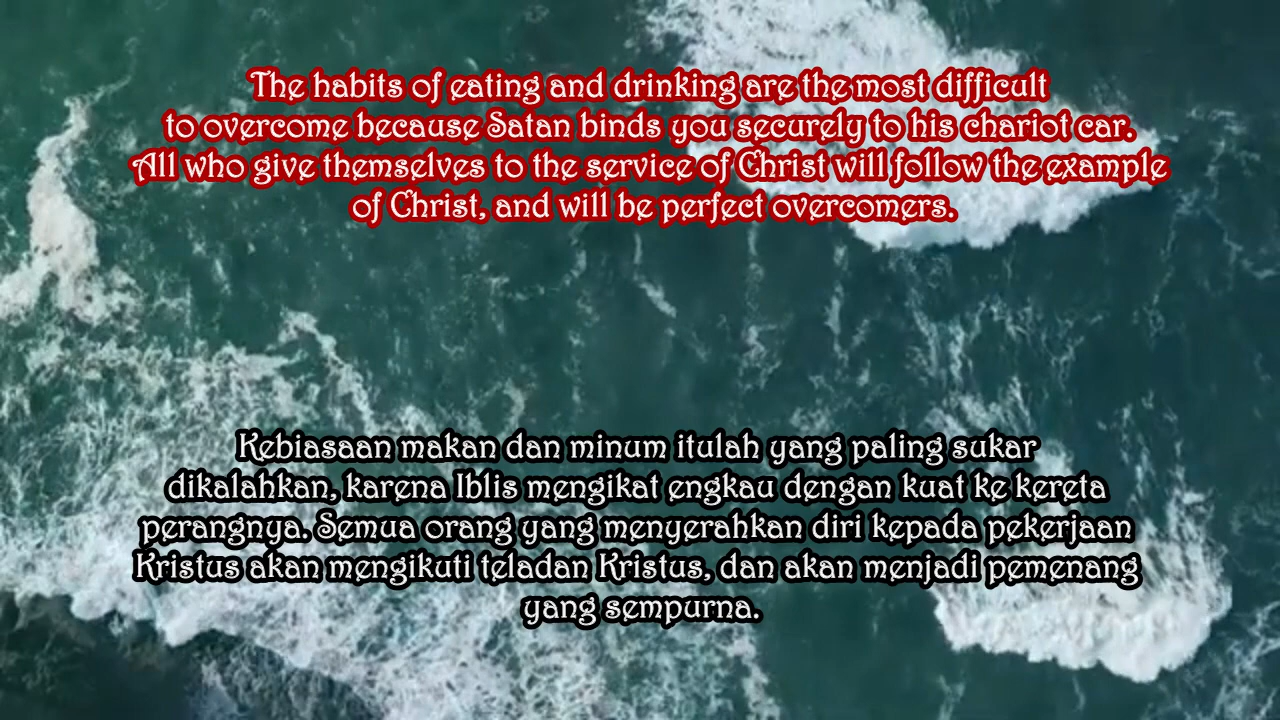 The habits of eating and drinking are the most difficult
to overcome because Satan binds you securely to his chariot car.
All who give themselves to the service of Christ will follow the example
of Christ, and will be perfect overcomers.
Kebiasaan makan dan minum itulah yang paling sukar
dikalahkan, karena Iblis mengikat engkau dengan kuat ke kereta
perangnya. Semua orang yang menyerahkan diri kepada pekerjaan
Kristus akan mengikuti teladan Kristus, dan akan menjadi pemenang
yang sempurna.